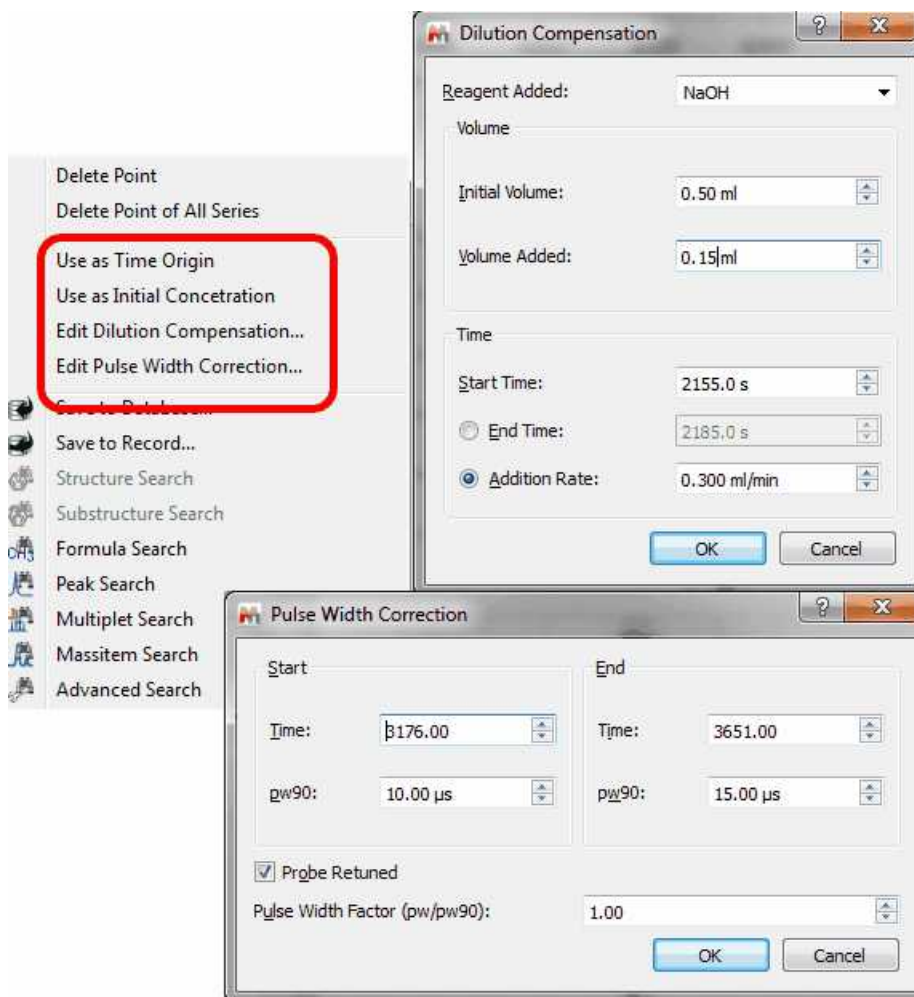 Dilution Compensation
Reagent Added: NaOH
Volume
Initial Volume: 0.50 ml
Volume Added: 0.15 ml
Time
Start Time: 2155.0 s
End Time: 2185.0 s
Addition Rate: 0.300 ml/min
OK Cancel
Delete Point
Delete Point of All Series
Use as Time Origin
Use as Initial Concetration
Edit Dilution Compensation...
Edit Pulse Width Correction...
Save to Database...
Save to Record...
Structure Search
Substructure Search
Formula Search
Peak Search
Multiplet Search
Massitem Search
Advanced Search
Pulse Width Correction
Start End
Time: 3176.00 Time: 3651.00
pw90: 10.00 µs pw90: 15.00 µs
Probe Retuned
Pulse Width Factor (pw/pw90): 1.00
OK Cancel